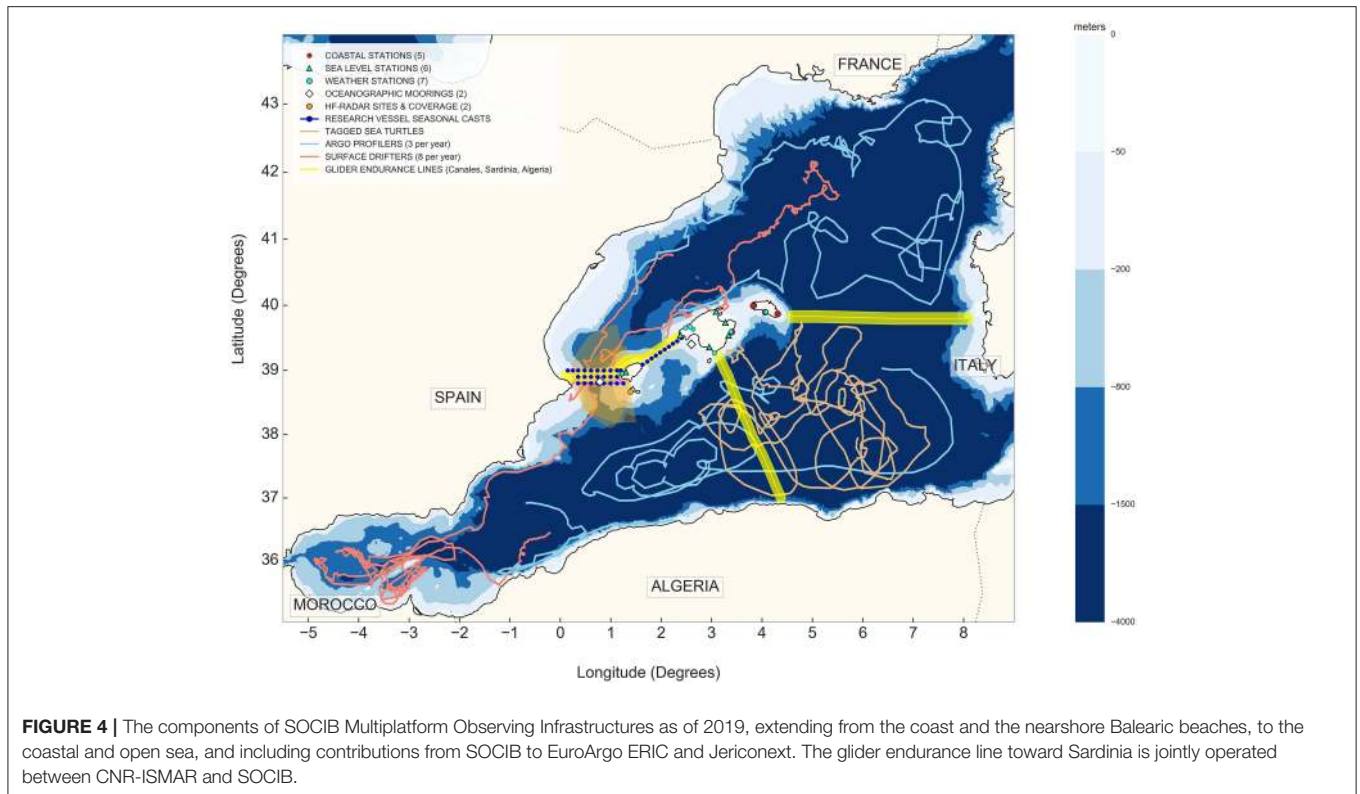 meters
0
−50
−200
−800
−1500
−4000
COASTAL STATIONS (5)
SEA LEVEL STATIONS (6)
WEATHER STATIONS (7)
OCEANOGRAPHIC MOORINGS (2)
HF-RADAR SITES & COVERAGE (2)
RESEARCH VESSEL SEASONAL CASTS
TAGGED SEA TURTLES
ARGO PROFILERS (3 per year)
SURFACE DRIFTERS (8 per year)
GLIDER ENDURANCE LINES (Canales, Sardinia, Algeria)
FRANCE
ITALY
SPAIN
ALGERIA
MOROCCO
Latitude (Degrees)
43
42
41
40
39
38
37
36
−5 −4 −3 −2 −1 0 1 2 3 4 5 6 7 8
Longitude (Degrees)
FIGURE 4 | The components of SOCIB Multiplatform Observing Infrastructures as of 2019, extending from the coast and the nearshore Balearic beaches, to the
coastal and open sea, and including contributions from SOCIB to EuroArgo ERIC and Jericonext. The glider endurance line toward Sardinia is jointly operated
between CNR-ISMAR and SOCIB.